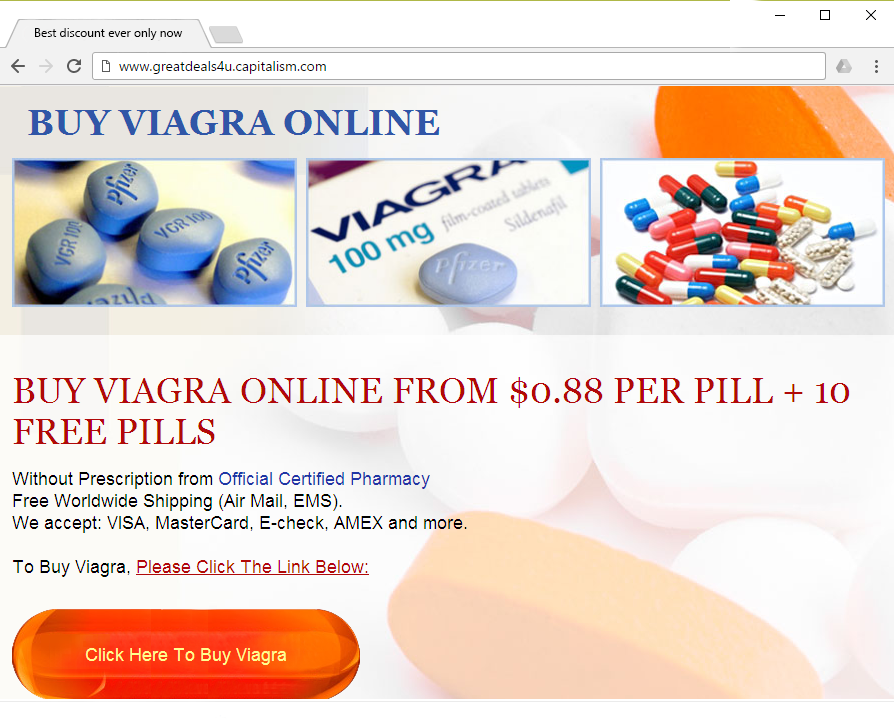 Best discount ever only now
www.greatdeals4u.capitalism.com
BUY VIAGRA ONLINE
Pfizer
VGR 100
VGR 100
Pfizer
Pfizer
VIAGRA
film-coated tablets
100 mg
Sildenafil
Pfizer
BUY VIAGRA ONLINE FROM $0.88 PER PILL + 10
FREE PILLS
Without Prescription from Official Certified Pharmacy
Free Worldwide Shipping (Air Mail, EMS).
We accept: VISA, MasterCard, E-check, AMEX and more.
To Buy Viagra, Please Click The Link Below:
Click Here To Buy Viagra